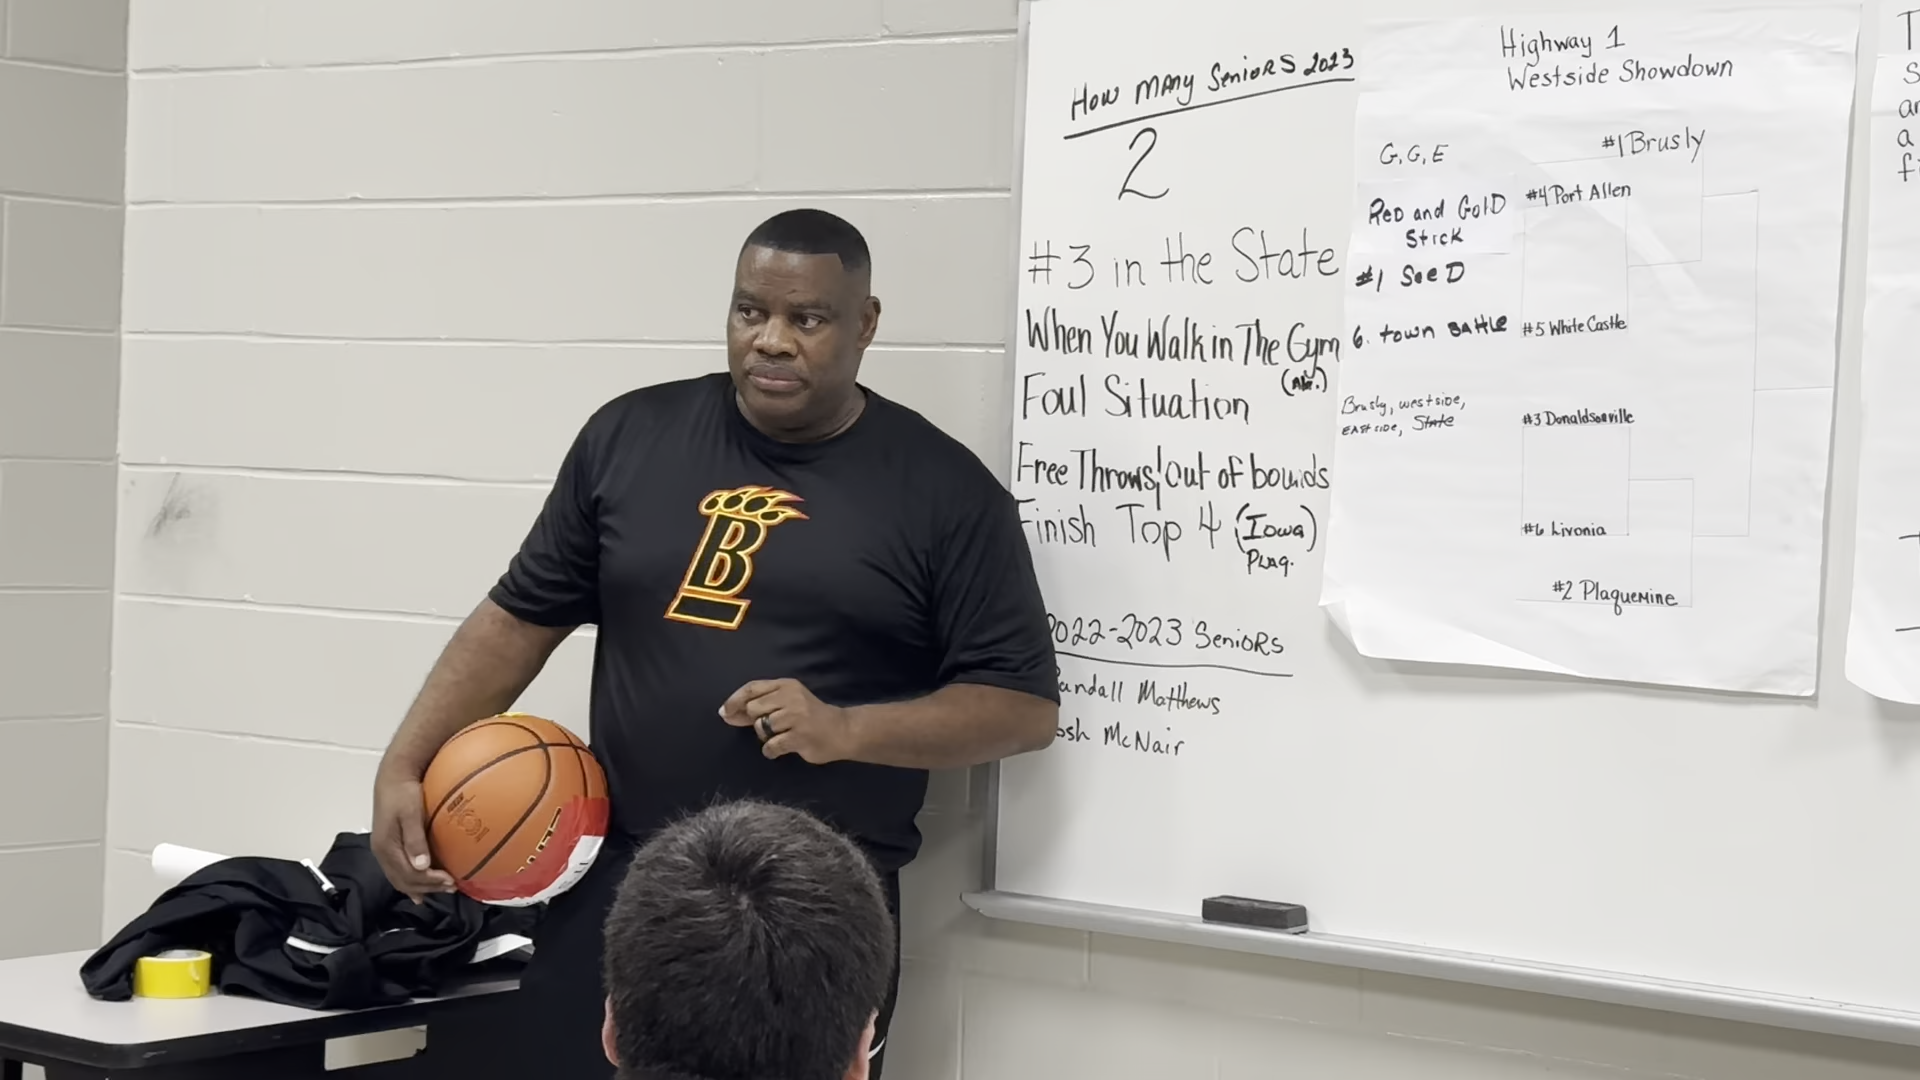 How MANy SenioRS 2023
2
#3 in the State
When You Walk in The Gym
Foul Situation
Free Throws/out of bounds
Finish Top 4 (Iowa)
PLAQ.
2022-2023 SenioRs
Randall Matthews
osh McNair
Highway 1
Westside Showdown
G, G, E
#1 Brusly
ReD and GolD
Stick
#4 Port Allen
#1 SeeD
6. town BAttle
#5 White Castle
Brusly, westside,
EASTSIDE, State
#3 Donaldsonville
#6 Livonia
#2 Plaquemine
B